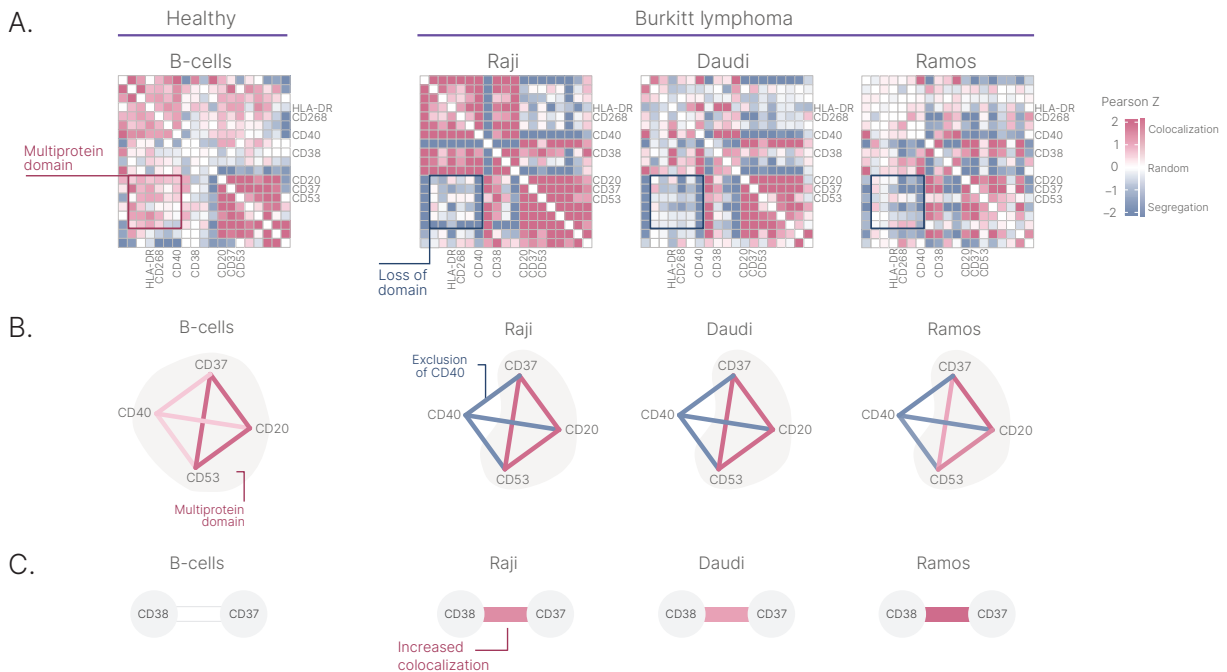 A.
Healthy
Burkitt lymphoma
B-cells
Raji
Daudi
Ramos
Multiprotein
domain
HLA-DR
CD268
CD40
CD38
CD20
CD37
CD53
HLA-DR
CD268
CD40
CD38
CD20
CD37
CD53
HLA-DR
CD268
CD40
CD38
CD20
CD37
CD53
HLA-DR
CD268
CD40
CD38
CD20
CD37
CD53
Pearson Z
2
1
0
−1
−2
Colocalization
Random
Segregation
HLA-DR
CD268
CD40
CD38
CD20
CD37
CD53
HLA-DR
CD268
CD40
CD38
CD20
CD37
CD53
HLA-DR
CD268
CD40
CD38
CD20
CD37
CD53
HLA-DR
CD268
CD40
CD38
CD20
CD37
CD53
Loss of
domain
B.
B-cells
Raji
Daudi
Ramos
CD37
CD40
CD20
CD53
Multiprotein
domain
Exclusion
of CD40
CD37
CD40
CD20
CD53
CD37
CD40
CD20
CD53
CD37
CD40
CD20
CD53
C.
B-cells
Raji
Daudi
Ramos
CD38
CD37
CD38
CD37
CD38
CD37
CD38
CD37
Increased
colocalization